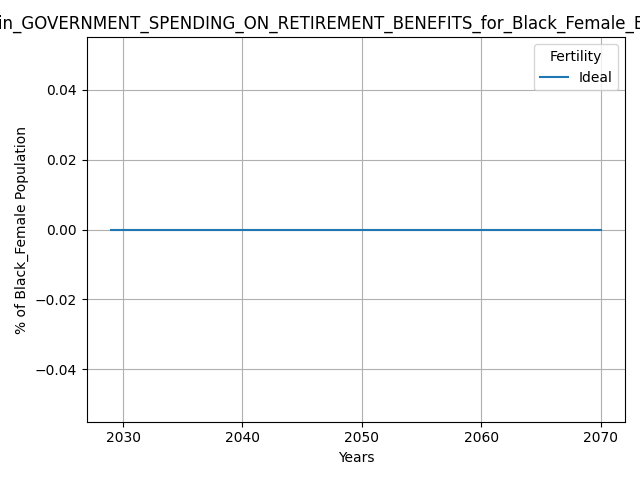 in_GOVERNMENT_SPENDING_ON_RETIREMENT_BENEFITS_for_Black_Female_E
Fertility
Ideal
0.04
0.02
0.00
−0.02
−0.04
% of Black_Female Population
2030 2040 2050 2060 2070
Years